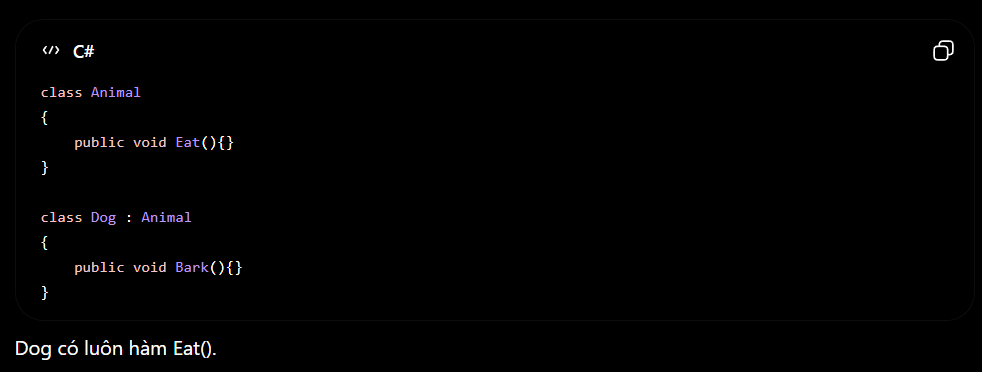 </> C#
class Animal
{
    public void Eat(){}
}
class Dog : Animal
{
    public void Bark(){}
}
Dog có luôn hàm Eat().